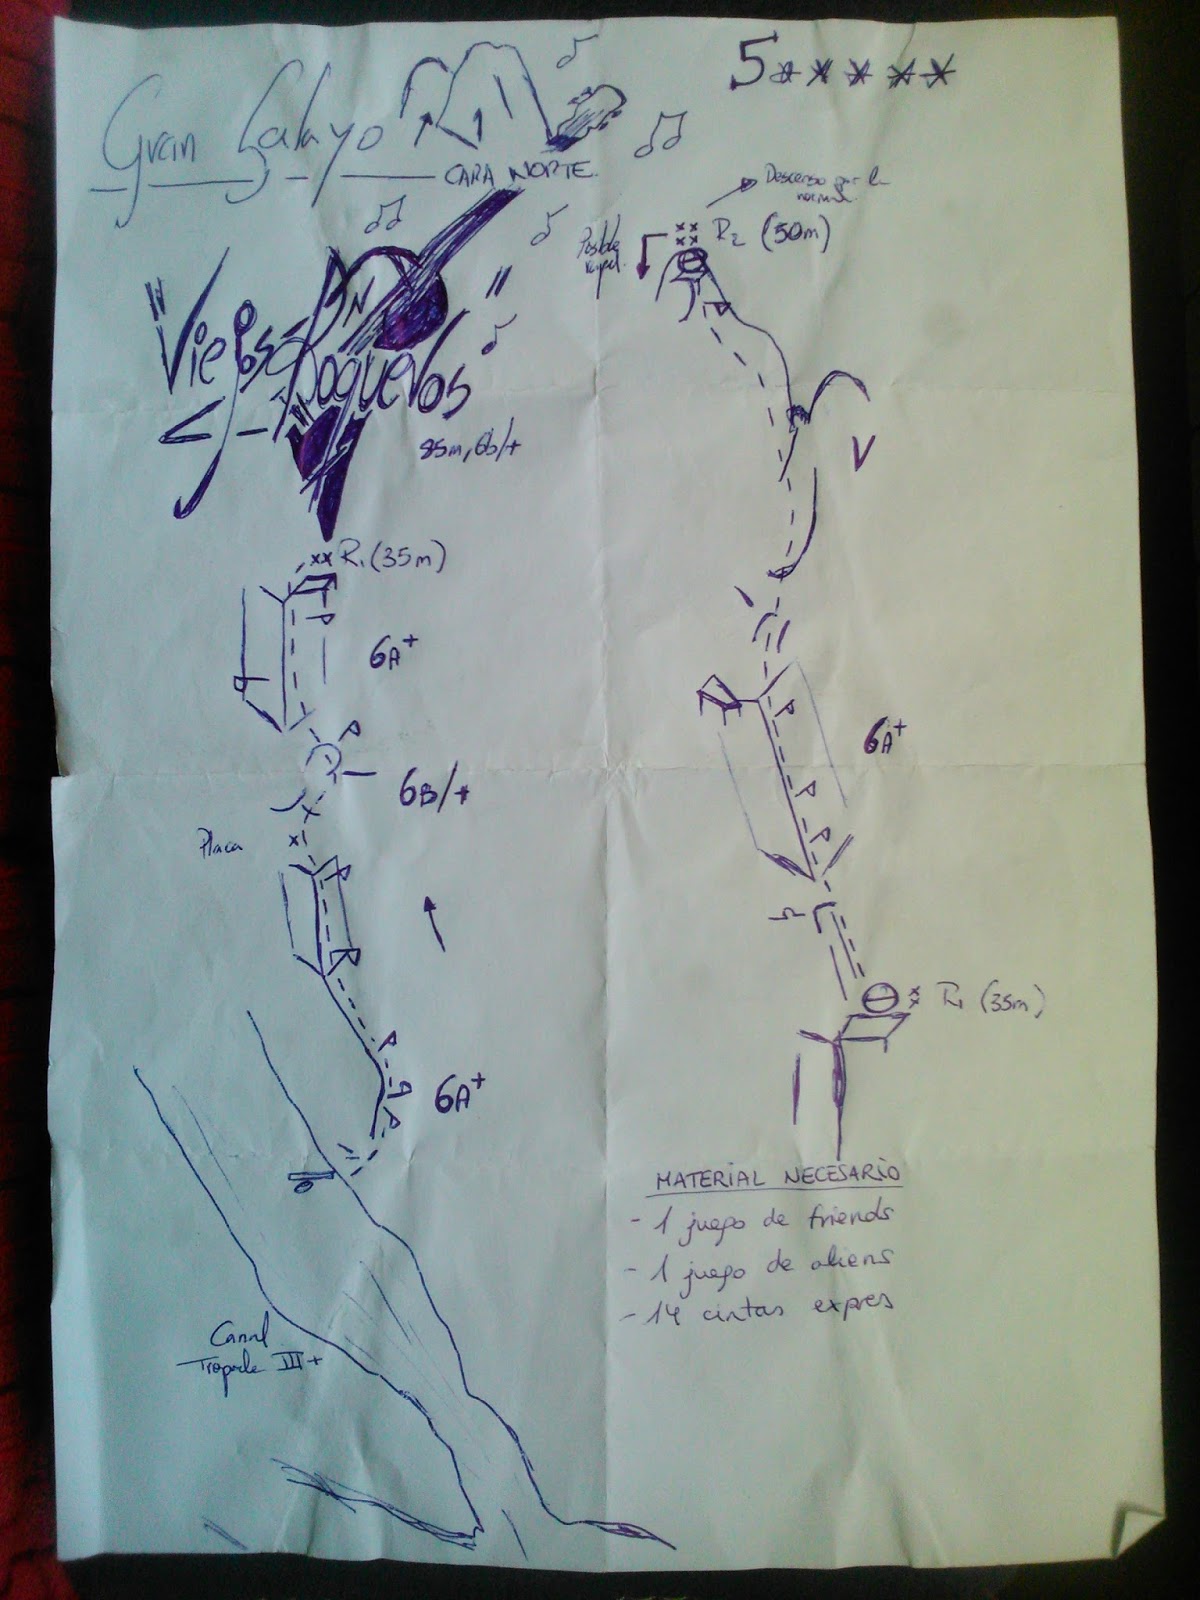 Gran Galayo
CARA NORTE.
5*****
"Viejos Roqueros"
85m, 6b/+
R1 (35m)
P
6A+
P
6B/+
Placa
P
P
P
P
6A+
Canal
Trepada III+
Descenso por la
normal
Posible
rapel.
R2 (50m)
V
P
6A+
P
P
R1 (35m)
MATERIAL NECESARIO
- 1 juego de friends
- 1 juego de aliens
- 14 cintas expres